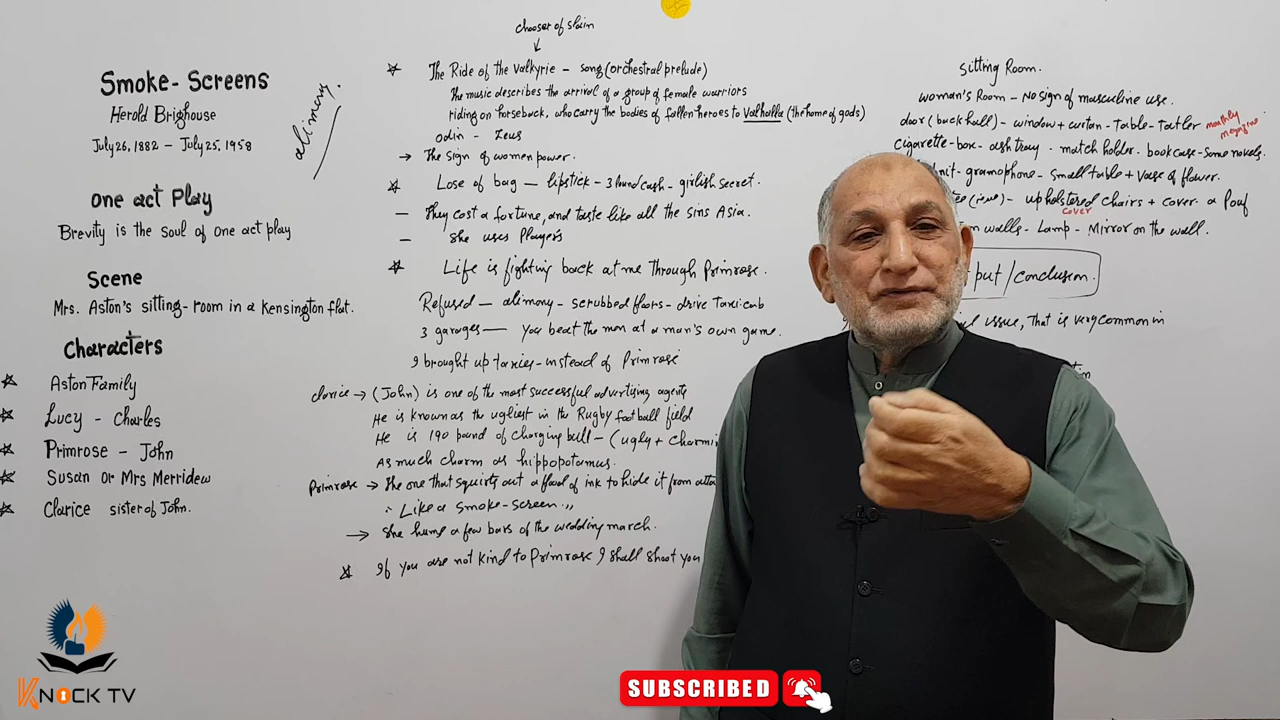 Smoke-Screens
Herold Brighouse
July 26, 1882 – July 25, 1958
alimony.
One act Play
Brevity is the soul of one act play
Scene
Mrs. Aston's sitting-room in a Kensington flat.
Characters
Aston Family
Lucy - Charles
Primrose - John
Susan or Mrs Merridew
Clarice sister of John.
chooser of slain
The Ride of the Valkyrie – song (orchestral prelude)
The music describes the arrival of a group of female warriors
riding on horseback, who carry the bodies of fallen heroes to Valhalla (the home of gods)
odin - Zeus
→ The sign of women power.
Lose of bag – lipstick - 3 hund cash - girlish secret.
– They cost a fortune, and taste like all the sins Asia.
– She uses Players
Life is fighting back at me through Primrose.
Refused – alimony - scrubbed floors - drive taxi-cab
3 garages – you beat the men at a man's own game.
I brought up taxies - instead of Primrose
clarice → (John) is one of the most successful advertising agents
He is known as the ugliest in the Rugby football field
He is 190 pound of charging bull – (ugly + charmi
As much charm as hippopotamus.
Primrose → The one that squirts out a flood of ink to hide it from atta
"Like a smoke-screen.,,
→ She hums a few bars of the wedding march.
If you are not kind to Primrose I shall shoot you
Sitting Room.
woman's Room – No sign of masculine use.
door (back hall) - window + curtan - Table - Tatler monthly megazine
Cigarette-box - ash tray - match holder - book case - some novels.
nit - gramophone - small table + vase of flower.
upholstered chairs + cover a pouf
cover
n walls - Lamp - Mirror on the wall.
put / conclusion.
issue, That is very common in
KNOCK TV
SUBSCRIBED